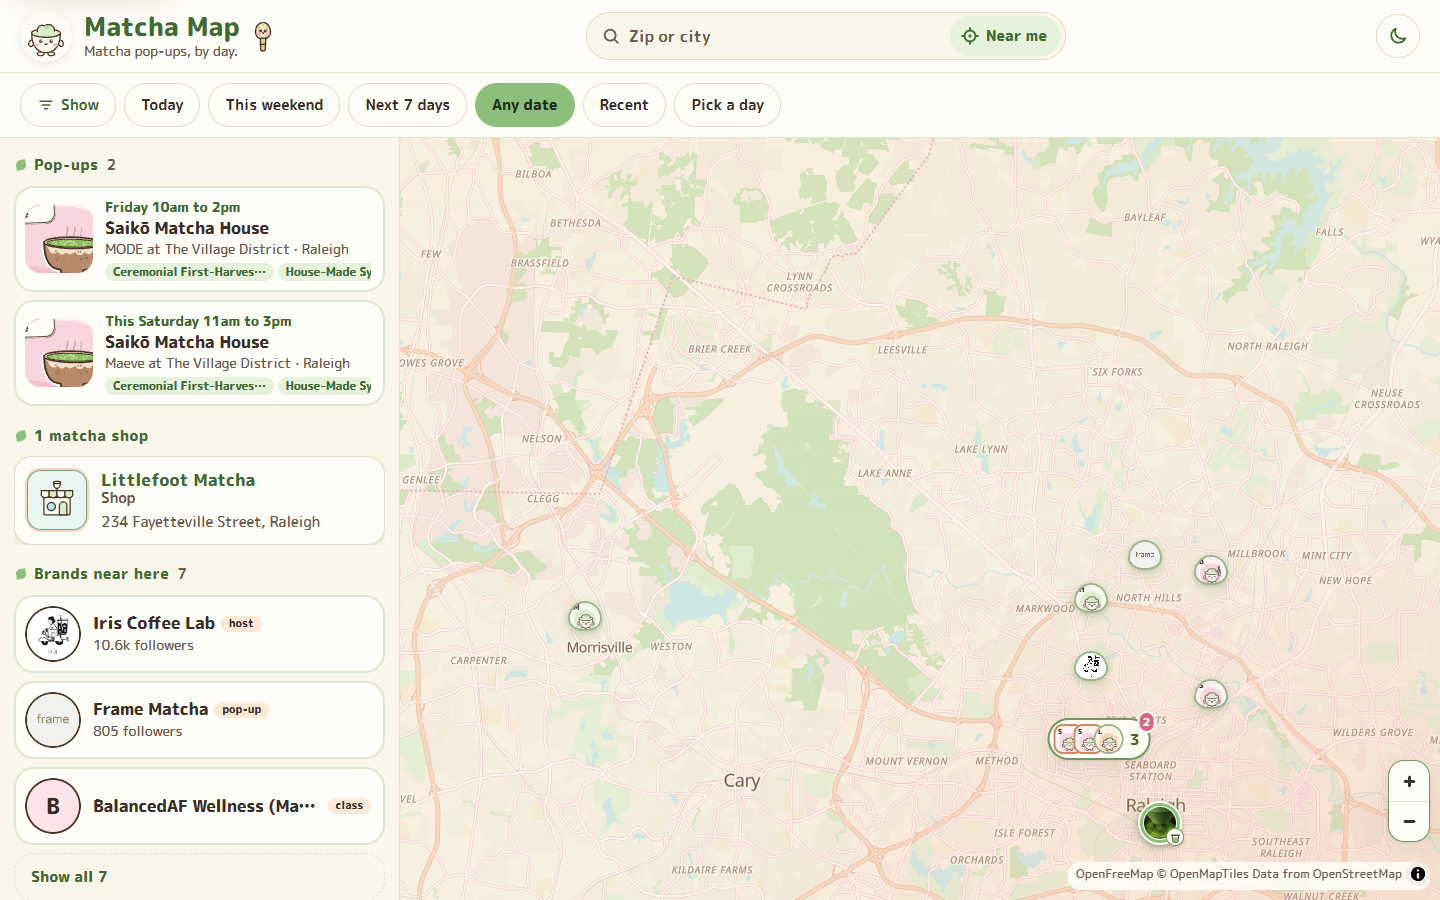 Matcha Map
Matcha pop-ups, by day.
Zip or city
Near me
Show
Today
This weekend
Next 7 days
Any date
Recent
Pick a day
Pop-ups 2
Friday 10am to 2pm
Saikō Matcha House
MODE at The Village District · Raleigh
Ceremonial First-Harves···
House-Made Sy
This Saturday 11am to 3pm
Saikō Matcha House
Maeve at The Village District · Raleigh
Ceremonial First-Harves···
House-Made Sy
1 matcha shop
Littlefoot Matcha
Shop
234 Fayetteville Street, Raleigh
Brands near here 7
Iris Coffee Lab host
10.6k followers
frame
Frame Matcha pop-up
805 followers
B
BalancedAF Wellness (Ma··· class
Show all 7
BILBOA
BETHESDA
FEW
BRASSFIELD
LYNN
CROSSROADS
BAYLEAF
FALLS
WYA
OWES GROVE
BRIER CREEK
LEESVILLE
NORTH RALEIGH
SIX FORKS
NEUSE
CROSSROADS
NELSON
LAKE LYNN
LAKE ANNE
GENLEE
CLEGG
frame
MILLBROOK
MINI CITY
NEW HOPE
NORTH HILLS
MARKWOOD
M
Morrisville
WESTON
CARPENTER
S S L 3
2
WILDERS GROVE
MOUNT VERNON
METHOD
SEABOARD
STATION
Cary
VEL
Raleigh
ISLE FOREST
SOUTHEAST
RALEIGH
ORCHARDS
KILDAIRE FARMS
WALNUT CREEK
+
−
OpenFreeMap © OpenMapTiles Data from OpenStreetMap